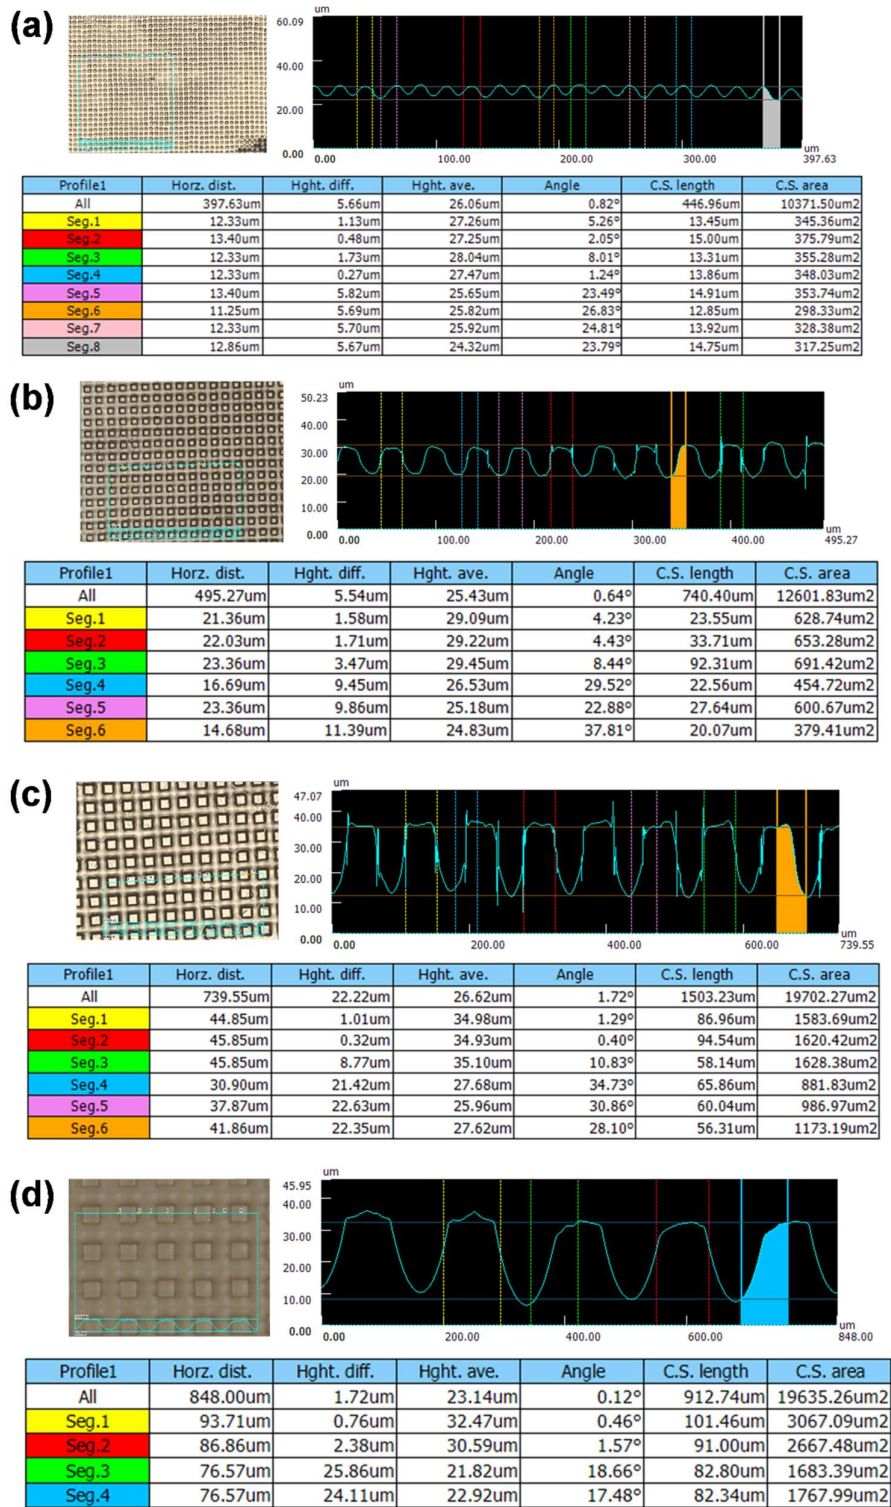 (a)
um
60.09
40.00
20.00
0.00
0.00 100.00 200.00 300.00 um 397.63
Profile1 Horz. dist. Hght. diff. Hght. ave. Angle C.S. length C.S. area
All 397.63um 5.66um 26.06um 0.82° 446.96um 10371.50um2
Seg.1 12.33um 1.13um 27.26um 5.26° 13.45um 345.36um2
Seg.2 13.40um 0.48um 27.25um 2.05° 15.00um 375.79um2
Seg.3 12.33um 1.73um 28.04um 8.01° 13.31um 355.28um2
Seg.4 12.33um 0.27um 27.47um 1.24° 13.86um 348.03um2
Seg.5 13.40um 5.82um 25.65um 23.49° 14.91um 353.74um2
Seg.6 11.25um 5.69um 25.82um 26.83° 12.85um 298.33um2
Seg.7 12.33um 5.70um 25.92um 24.81° 13.92um 328.38um2
Seg.8 12.86um 5.67um 24.32um 23.79° 14.75um 317.25um2
(b)
um
50.23
40.00
30.00
20.00
10.00
0.00
0.00 100.00 200.00 300.00 400.00 um 495.27
Profile1 Horz. dist. Hght. diff. Hght. ave. Angle C.S. length C.S. area
All 495.27um 5.54um 25.43um 0.64° 740.40um 12601.83um2
Seg.1 21.36um 1.58um 29.09um 4.23° 23.55um 628.74um2
Seg.2 22.03um 1.71um 29.22um 4.43° 33.71um 653.28um2
Seg.3 23.36um 3.47um 29.45um 8.44° 92.31um 691.42um2
Seg.4 16.69um 9.45um 26.53um 29.52° 22.56um 454.72um2
Seg.5 23.36um 9.86um 25.18um 22.88° 27.64um 600.67um2
Seg.6 14.68um 11.39um 24.83um 37.81° 20.07um 379.41um2
(c)
um
47.07
40.00
30.00
20.00
10.00
0.00
0.00 200.00 400.00 600.00 um 739.55
Profile1 Horz. dist. Hght. diff. Hght. ave. Angle C.S. length C.S. area
All 739.55um 22.22um 26.62um 1.72° 1503.23um 19702.27um2
Seg.1 44.85um 1.01um 34.98um 1.29° 86.96um 1583.69um2
Seg.2 45.85um 0.32um 34.93um 0.40° 94.54um 1620.42um2
Seg.3 45.85um 8.77um 35.10um 10.83° 58.14um 1628.38um2
Seg.4 30.90um 21.42um 27.68um 34.73° 65.86um 881.83um2
Seg.5 37.87um 22.63um 25.96um 30.86° 60.04um 986.97um2
Seg.6 41.86um 22.35um 27.62um 28.10° 56.31um 1173.19um2
(d)
um
45.95
40.00
30.00
20.00
10.00
0.00
0.00 200.00 400.00 600.00 um 848.00
Profile1 Horz. dist. Hght. diff. Hght. ave. Angle C.S. length C.S. area
All 848.00um 1.72um 23.14um 0.12° 912.74um 19635.26um2
Seg.1 93.71um 0.76um 32.47um 0.46° 101.46um 3067.09um2
Seg.2 86.86um 2.38um 30.59um 1.57° 91.00um 2667.48um2
Seg.3 76.57um 25.86um 21.82um 18.66° 82.80um 1683.39um2
Seg.4 76.57um 24.11um 22.92um 17.48° 82.34um 1767.99um2